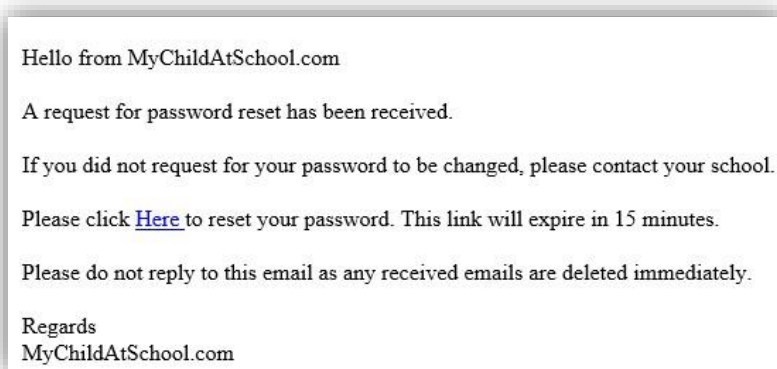 Hello from MyChildAtSchool.com
A request for password reset has been received.
If you did not request for your password to be changed, please contact your school.
Please click Here to reset your password. This link will expire in 15 minutes.
Please do not reply to this email as any received emails are deleted immediately.
Regards
MyChildAtSchool.com